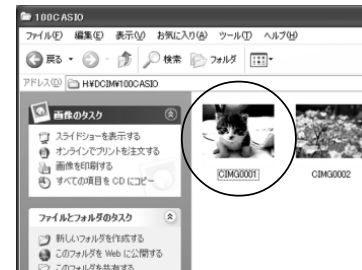 100CASIO
ファイル(F) 編集(E) 表示(V) お気に入り(A) ツール(T) ヘルプ(H)
戻る 検索 フォルダ
アドレス(D) H:¥DCIM¥100CASIO
画像のタスク
スライドショーを表示する
オンラインでプリントを注文する
画像を印刷する
すべての項目を CD にコピー
CIMG0001
CIMG0002
ファイルとフォルダのタスク
新しいフォルダを作成する
このフォルダを Web に公開する
このフォルダを共有する